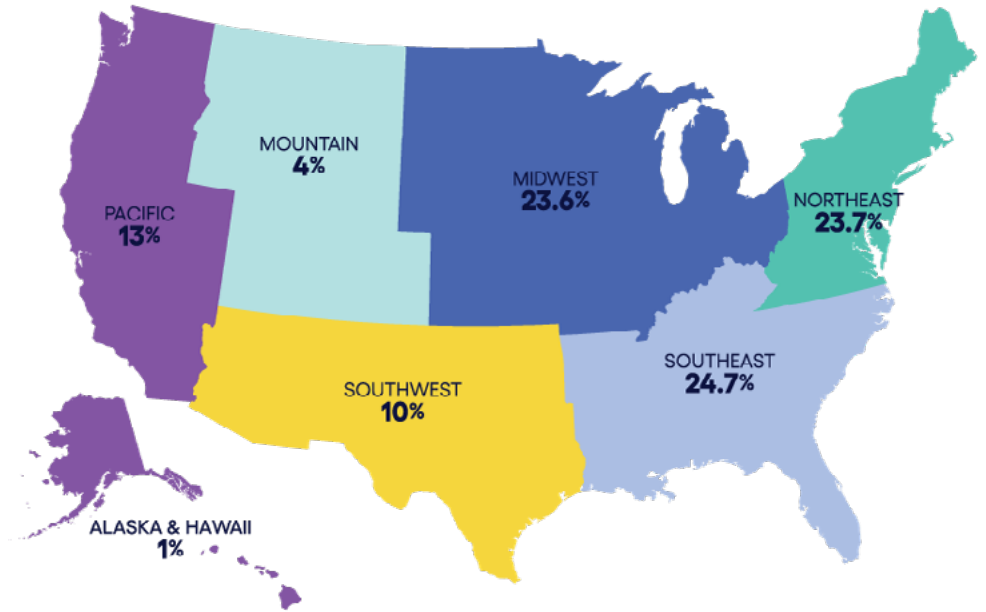 MOUNTAIN
4%
MIDWEST
23.6%
NORTHEAST
23.7%
PACIFIC
13%
SOUTHEAST
24.7%
SOUTHWEST
10%
ALASKA & HAWAII
1%